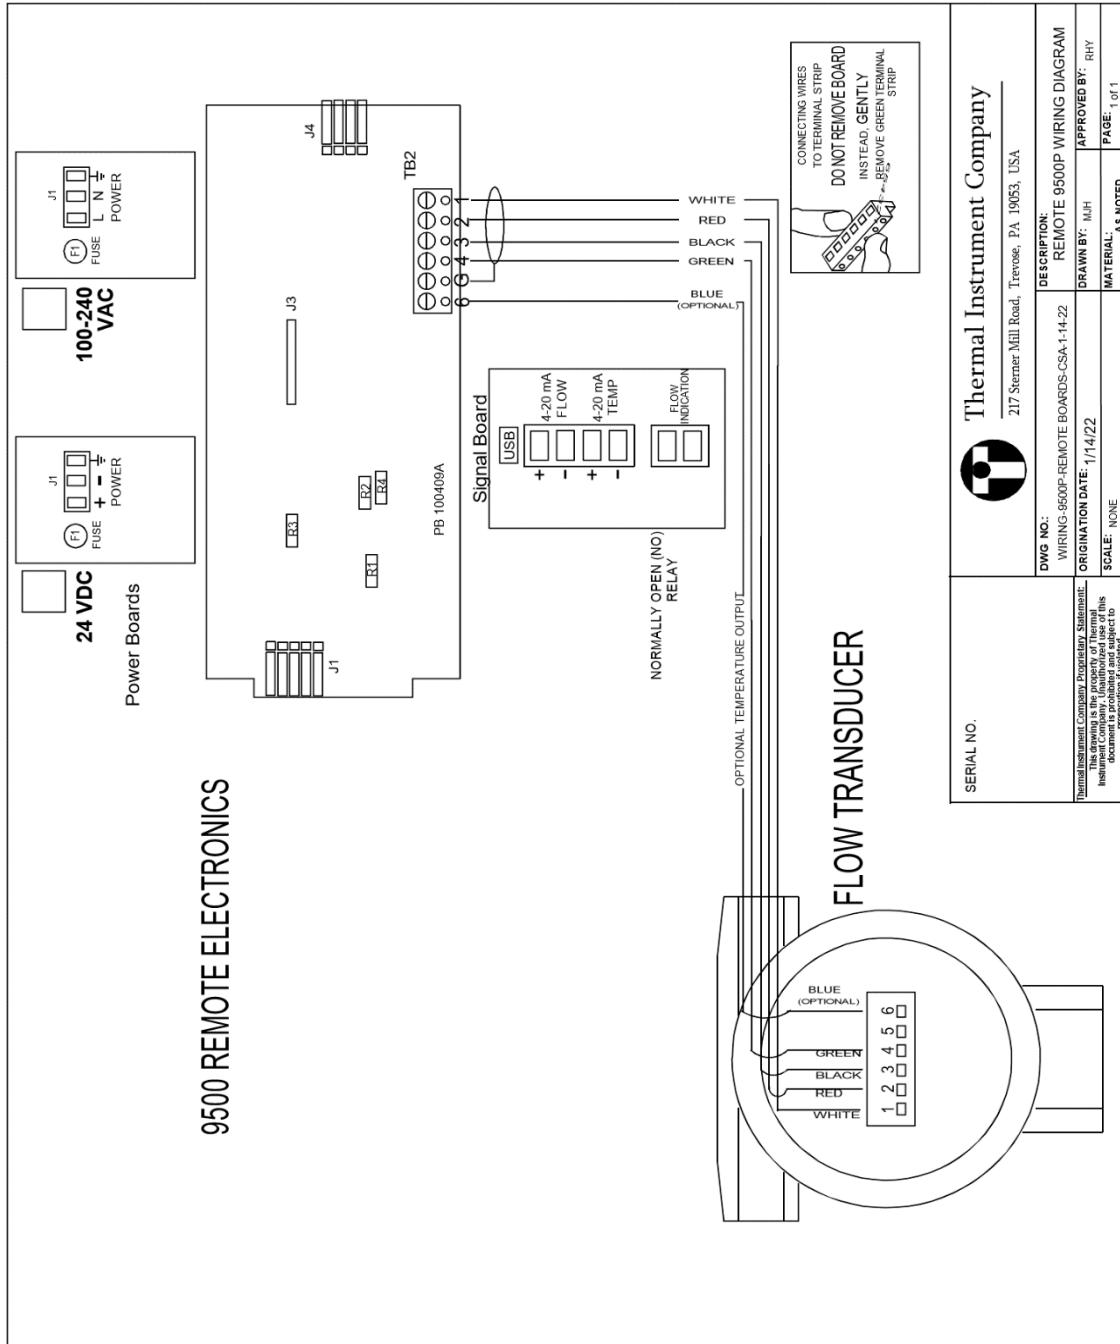 9500 REMOTE ELECTRONICS
24 VDC
Power Boards
F1
FUSE
J1
+ - ⏚
POWER
100-240
VAC
F1
FUSE
J1
L N ⏚
POWER
J1
R3
R1
R2
R4
J3
J4
PB 100409A
TB2
1
2
3
4
G
6
WHITE
RED
BLACK
GREEN
BLUE
(OPTIONAL)
Signal Board
USB
+
-
+
-
4-20 mA
FLOW
4-20 mA
TEMP
FLOW
INDICATION
NORMALLY OPEN (NO)
RELAY
CONNECTING WIRES
TO TERMINAL STRIP
DO NOT REMOVE BOARD
INSTEAD, GENTLY
REMOVE GREEN TERMINAL
STRIP
OPTIONAL TEMPERATURE OUTPUT
FLOW TRANSDUCER
BLUE
(OPTIONAL)
GREEN
BLACK
RED
WHITE
1 2 3 4 5 6
SERIAL NO.
Thermal Instrument Company
217 Sterner Mill Road, Trevose, PA 19053, USA
Thermal Instrument Company Proprietary Statement:
This drawing is the property of Thermal
Instrument Company. Unauthorized use of this
document is prohibited and subject to
DWG NO.:
WIRING-9500P-REMOTE BOARDS-CSA-1-14-22
DESCRIPTION:
REMOTE 9500P WIRING DIAGRAM
ORIGINATION DATE: 1/14/22
DRAWN BY: MJH
APPROVED BY: RHY
SCALE: NONE
MATERIAL: AS NOTED
PAGE: 1 of 1